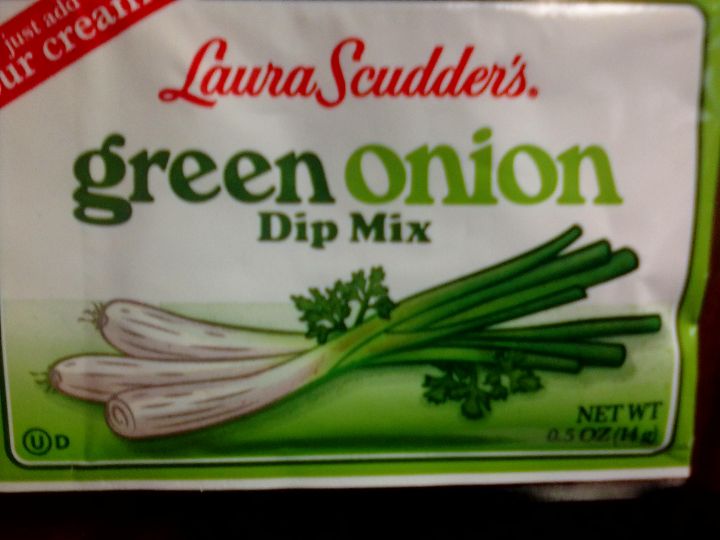 just add
ur cream
Laura Scudder's.
green onion
Dip Mix
U D
NET WT
0.5 OZ (14 g)